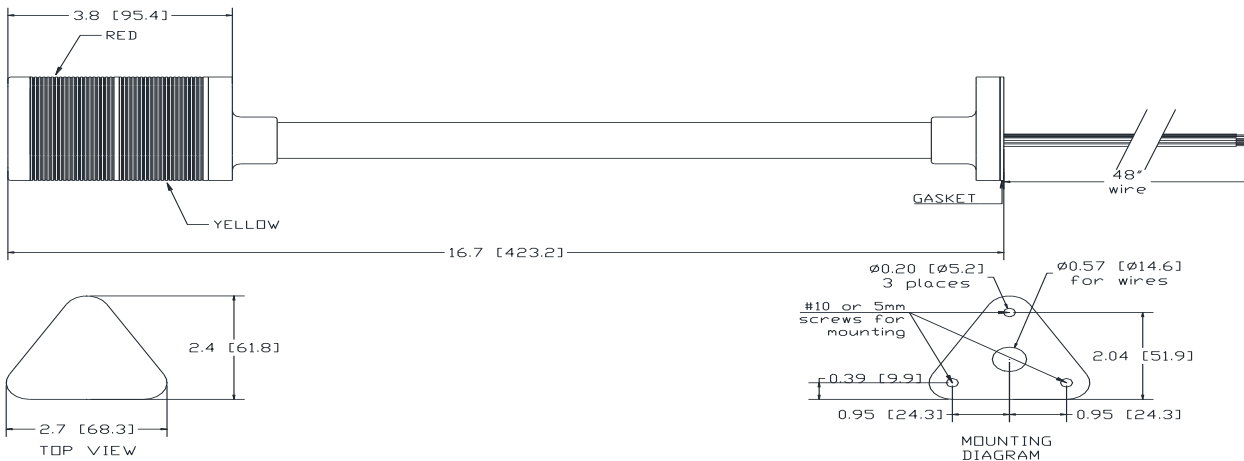 3.8 [95.4]
RED
YELLOW
GASKET
48"
wire
16.7 [423.2]
2.4 [61.8]
2.7 [68.3]
TOP VIEW
Ø0.20 [Ø5.2]
3 places
Ø0.57 [Ø14.6]
for wires
#10 or 5mm
screws for
mounting
2.04 [51.9]
0.39 [9.9]
0.95 [24.3]
0.95 [24.3]
MOUNTING
DIAGRAM